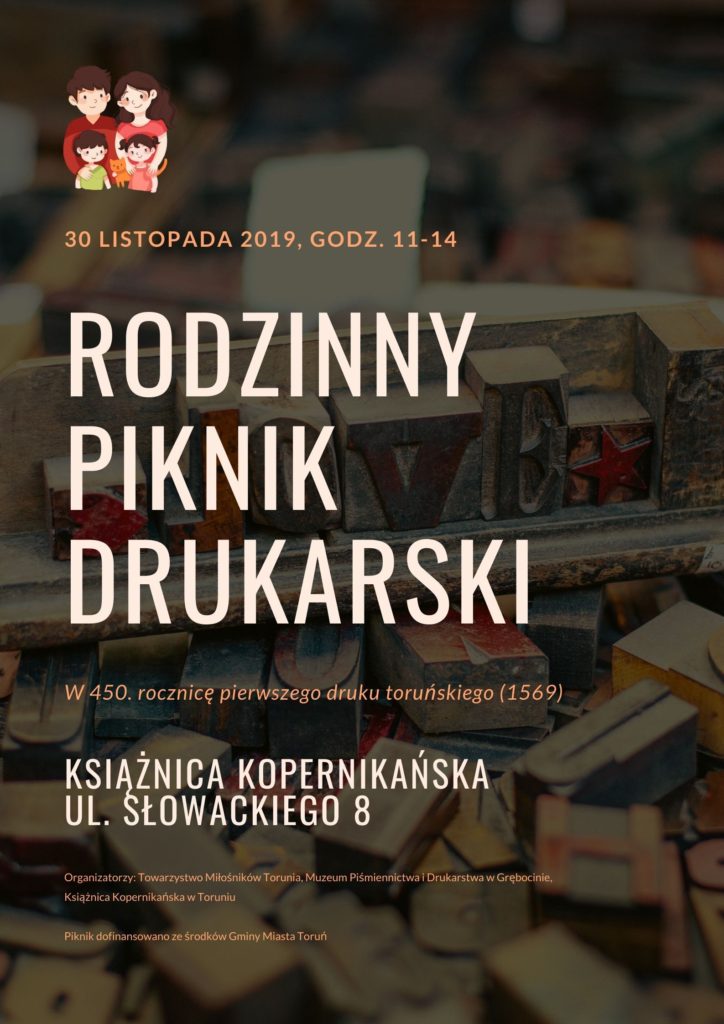 30 LISTOPADA 2019, GODZ. 11-14
RODZINNY
PIKNIK
DRUKARSKI
LOVE
W 450. rocznicę pierwszego druku toruńskiego (1569)
KSIĄŻNICA KOPERNIKAŃSKA
UL. SŁOWACKIEGO 8
Organizatorzy: Towarzystwo Miłośników Torunia, Muzeum Piśmiennictwa i Drukarstwa w Grębocinie,
Książnica Kopernikańska w Toruniu
Piknik dofinansowano ze środków Gminy Miasta Toruń